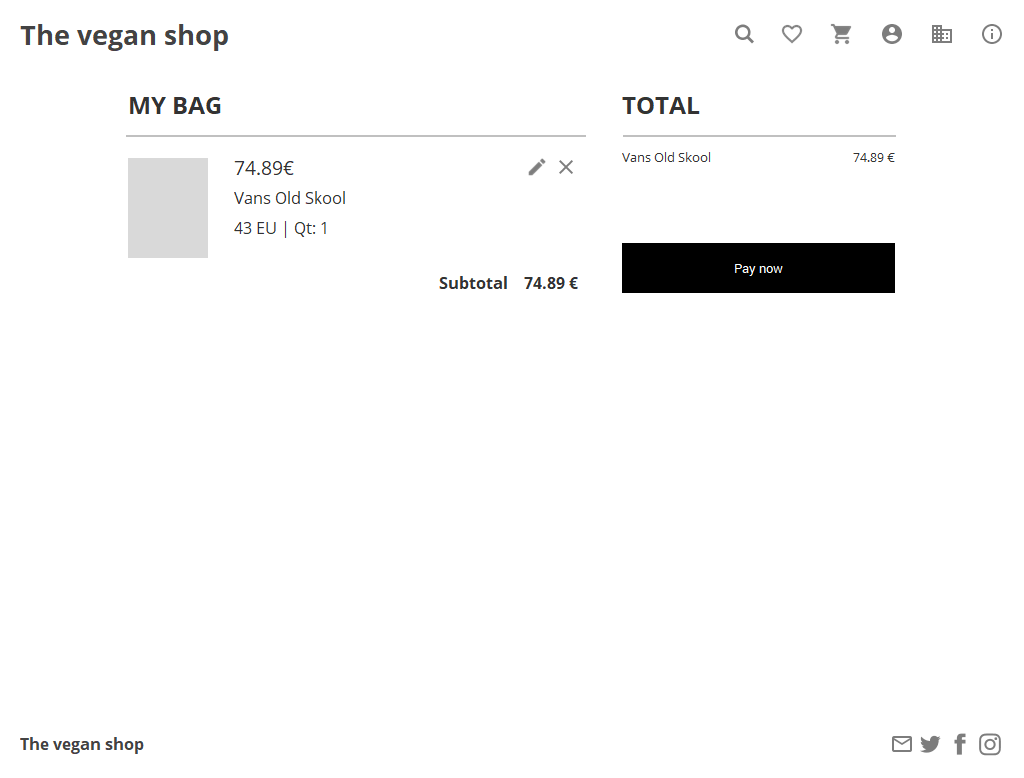 The vegan shop
MY BAG
74.89€
Vans Old Skool
43 EU | Qt: 1
Subtotal 74.89 €
TOTAL
Vans Old Skool 74.89 €
Pay now
The vegan shop